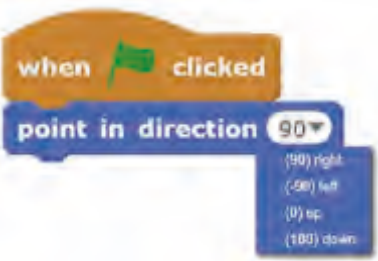 when clicked
point in direction 90
(90) right
(-90) left
(0) up
(180) down